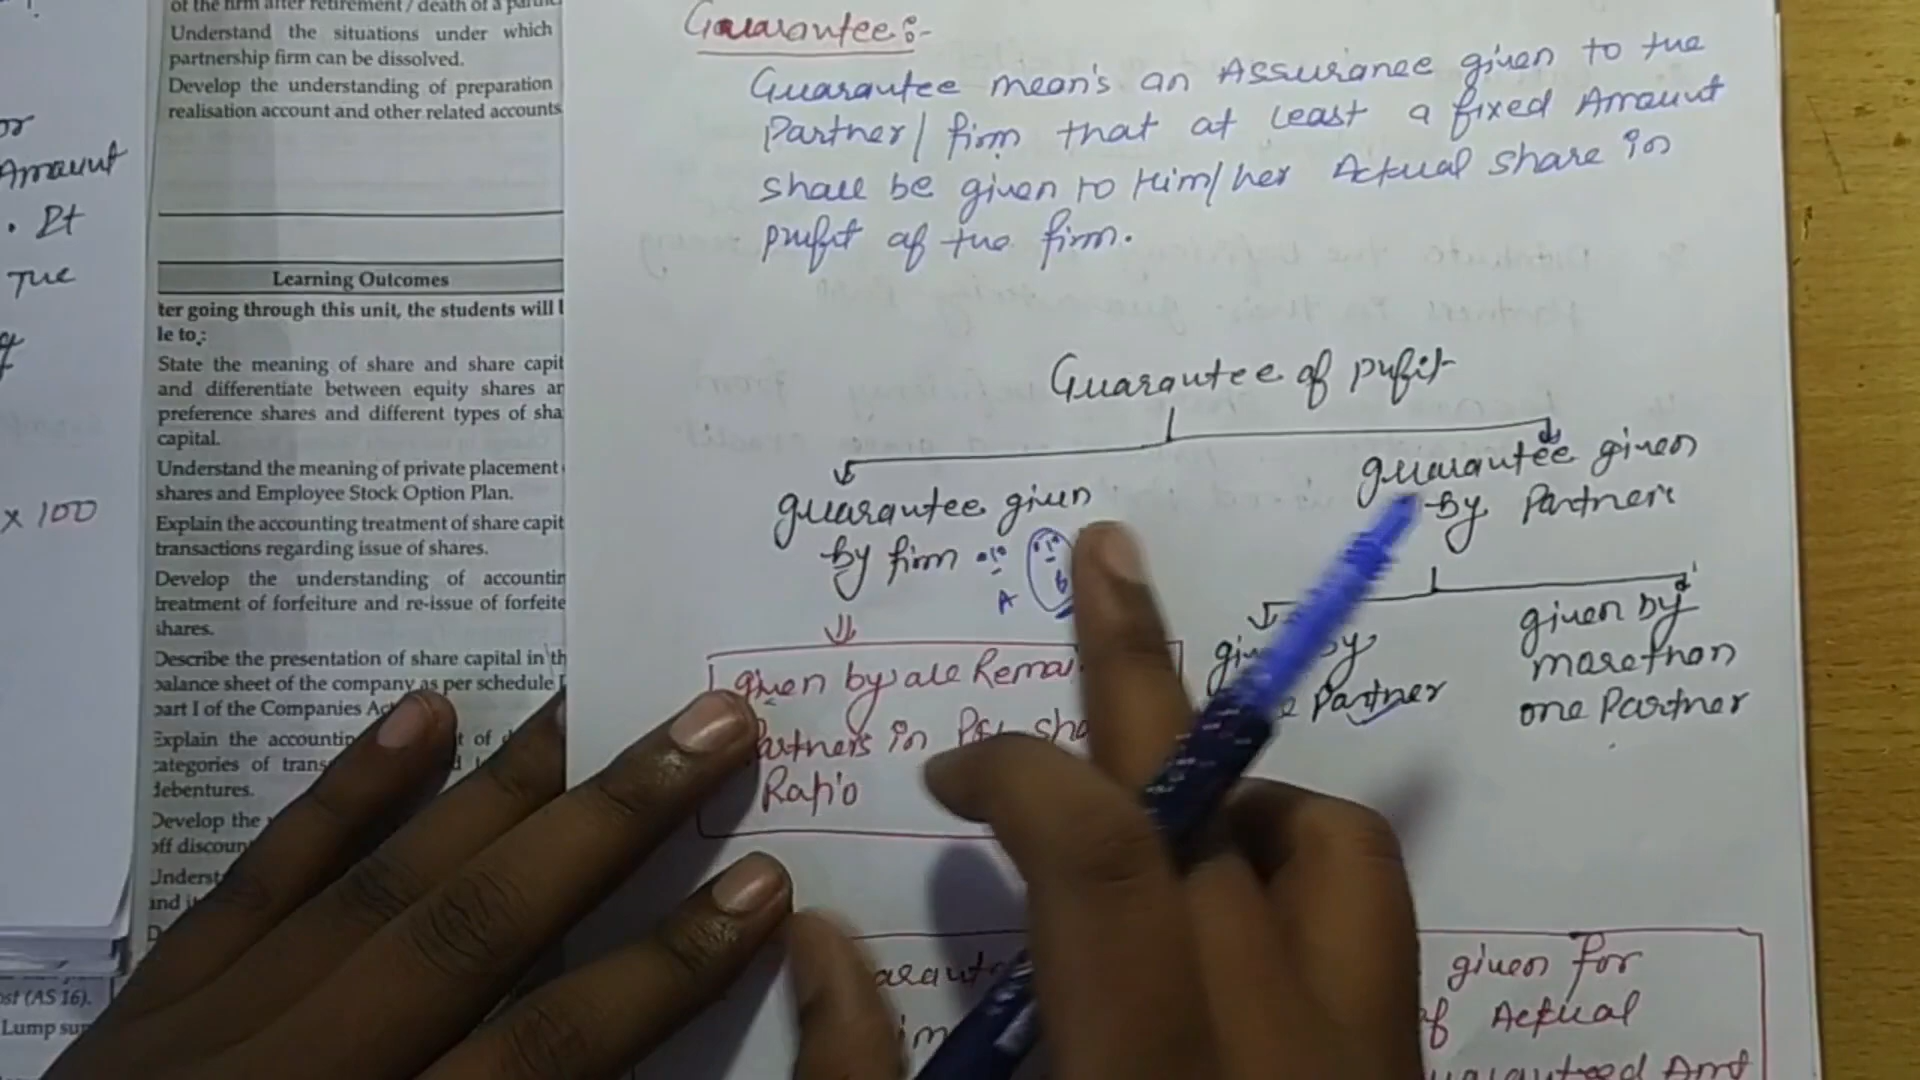 of the firm after retirement / death of a
Understand the situations under which
partnership firm can be dissolved.
Develop the understanding of preparation
realisation account and other related accounts
or
Amount
. It
The
x 100
Learning Outcomes
ter going through this unit, the students will
le to :
State the meaning of share and share capit
and differentiate between equity shares ar
preference shares and different types of sha
capital.
Understand the meaning of private placement
shares and Employee Stock Option Plan.
Explain the accounting treatment of share capit
transactions regarding issue of shares.
Develop the understanding of accountin
treatment of forfeiture and re-issue of forfeite
shares.
Describe the presentation of share capital in th
balance sheet of the company as per schedule
part I of the Companies Ac
Explain the accountin t of d
categories of trans
debentures.
Develop the
off discoun
Underst
and it
ost (AS 16).
Lump su
Guarantee :-
Guarantee mean's an Assurance given to the
Partner / firm that at least a fixed Amount
shall be given to Him/her Actual share in
profit of the firm.
Guarantee of profit
guarantee given
by firm
A
b
given by all Remai
Partners in sha
Ratio
guarantee given
by Partners
by
Partner
given by
more than
one Partner
given for
of Actual
Amt